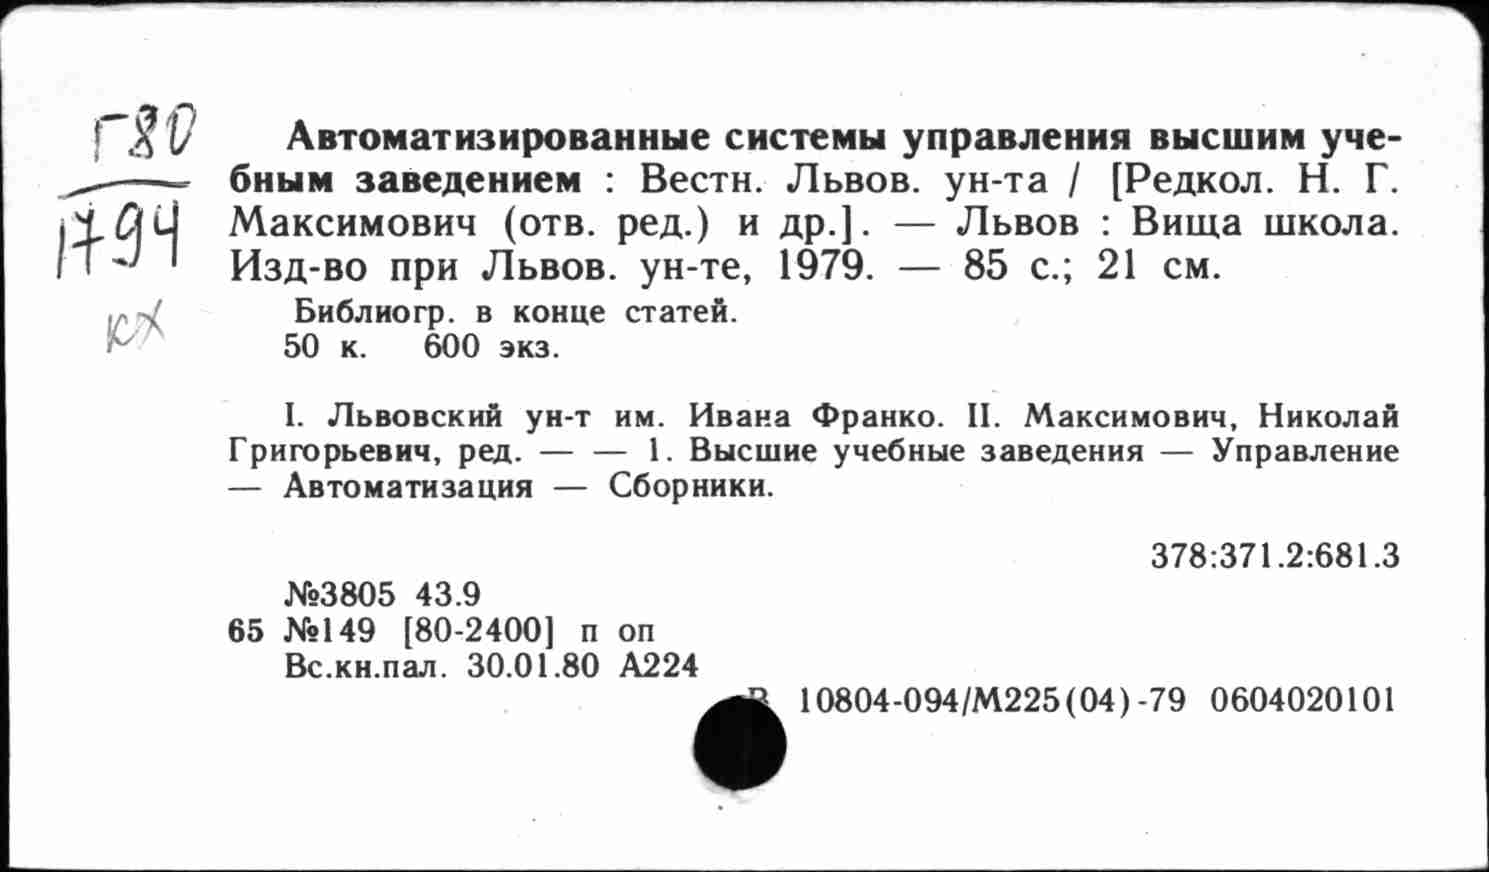 Г80
1794
кх
Автоматизированные системы управления высшим уче-
бным заведением : Вестн. Львов. ун-та / [Редкол. Н. Г.
Максимович (отв. ред.) и др.]. — Львов : Вища школа.
Изд-во при Львов. ун-те, 1979. — 85 с.; 21 см.
Библиогр. в конце статей.
50 к. 600 экз.
I. Львовский ун-т им. Ивана Франко. II. Максимович, Николай
Григорьевич, ред. — — 1. Высшие учебные заведения — Управление
— Автоматизация — Сборники.
378:371.2:681.3
№3805 43.9
65 №149 [80-2400] п оп
Вс.кн.пал. 30.01.80 А224
10804-094/М225(04)-79 0604020101